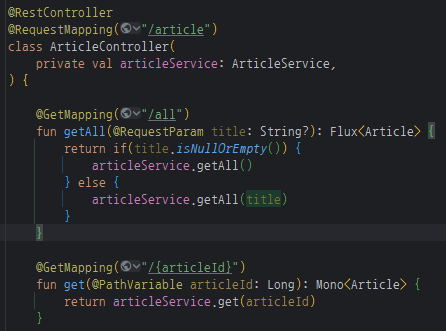 @RestController
@RequestMapping("/article")
class ArticleController(
    private val articleService: ArticleService,
) {

    @GetMapping("/all")
    fun getAll(@RequestParam title: String?): Flux<Article> {
        return if(title.isNullOrEmpty()) {
            articleService.getAll()
        } else {
            articleService.getAll(title)
        }
    }

    @GetMapping("/{articleId}")
    fun get(@PathVariable articleId: Long): Mono<Article> {
        return articleService.get(articleId)
    }